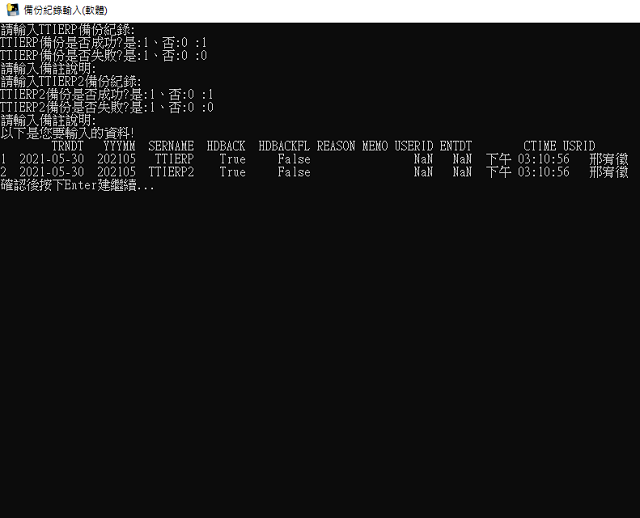 備份紀錄輸入(軟體)
請輸入TTIERP備份紀錄:
TTIERP備份是否成功?是:1、否:0 :1
TTIERP備份是否失敗?是:1、否:0 :0
請輸入備註說明:
請輸入TTIERP2備份紀錄:
TTIERP2備份是否成功?是:1、否:0 :1
TTIERP2備份是否失敗?是:1、否:0 :0
請輸入備註說明:
以下是您要輸入的資料!
TRNDT YYYMM SERNAME HDBACK HDBACKFL REASON MEMO USERID ENTDT CTIME USRID
1 2021-05-30 202105 TTIERP True False NaN NaN 下午 03:10:56 邢宥徵
2 2021-05-30 202105 TTIERP2 True False NaN NaN 下午 03:10:56 邢宥徵
確認後按下Enter建繼續...